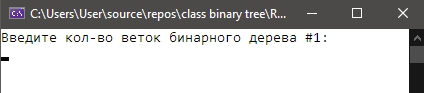 C:\Users\User\source\repos\class binary tree\R...
Введите кол-во веток бинарного дерева #1: